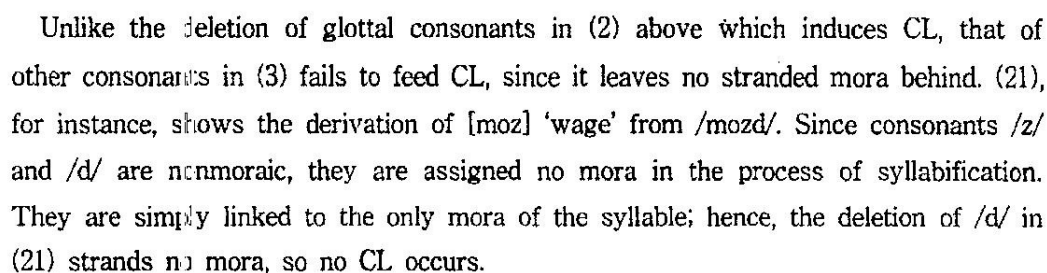 Unlike the deletion of glottal consonants in (2) above which induces CL, that of
other consonants in (3) fails to feed CL, since it leaves no stranded mora behind. (21),
for instance, shows the derivation of [moz] 'wage' from /mozd/. Since consonants /z/
and /d/ are nonmoraic, they are assigned no mora in the process of syllabification.
They are simply linked to the only mora of the syllable; hence, the deletion of /d/ in
(21) strands no mora, so no CL occurs.